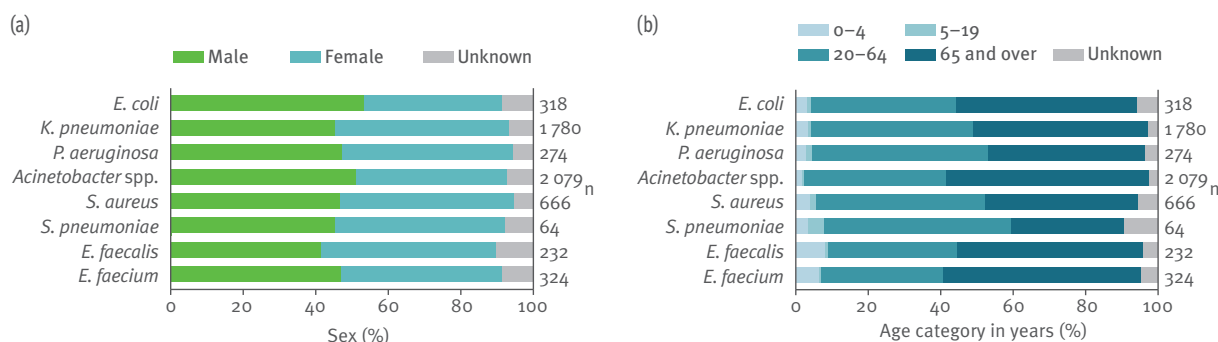 (a)
Male Female Unknown
E. coli 318
K. pneumoniae 1 780
P. aeruginosa 274
Acinetobacter spp. 2 079
n
S. aureus 666
S. pneumoniae 64
E. faecalis 232
E. faecium 324
0 20 40 60 80 100
Sex (%)
(b)
0–4 5–19
20–64 65 and over Unknown
E. coli 318
K. pneumoniae 1 780
P. aeruginosa 274
Acinetobacter spp. 2 079
n
S. aureus 666
S. pneumoniae 64
E. faecalis 232
E. faecium 324
0 20 40 60 80 100
Age category in years (%)